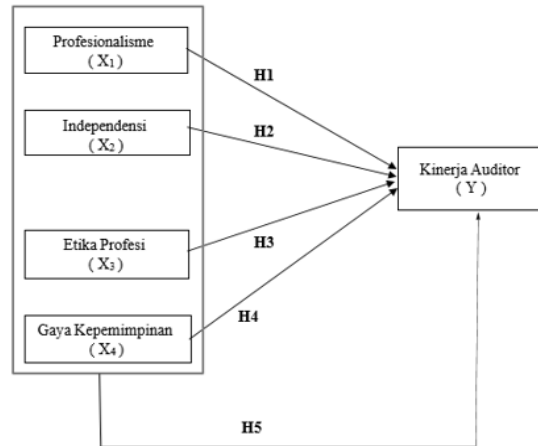 Profesionalisme
( X₁ )
H1
Independensi
( X₂ )
H2
Kinerja Auditor
( Y )
Etika Profesi
( X₃ )
H3
Gaya Kepemimpinan
( X₄ )
H4
H5